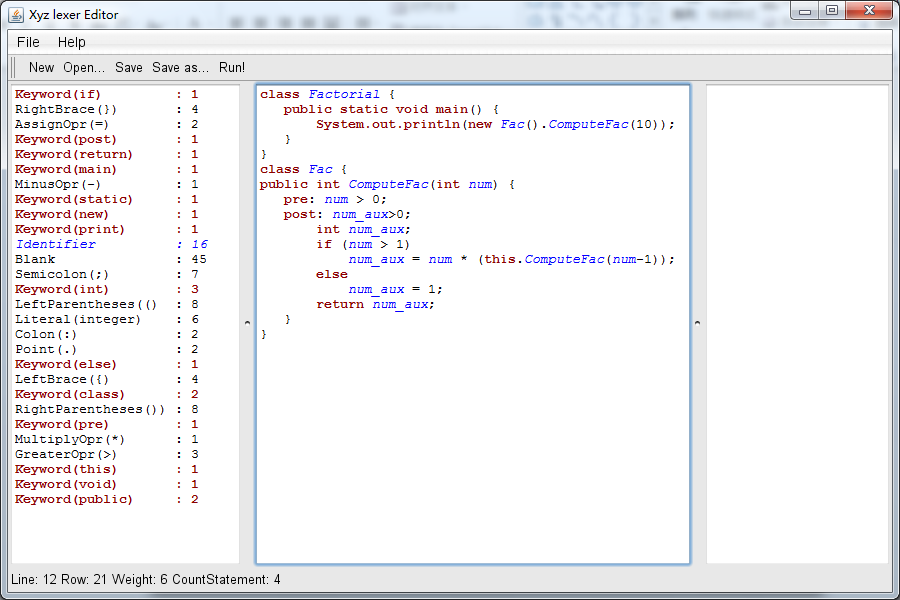 Xyz lexer Editor
File Help
New Open... Save Save as... Run!
Keyword(if) : 1
RightBrace(}) : 4
AssignOpr(=) : 2
Keyword(post) : 1
Keyword(return) : 1
Keyword(main) : 1
MinusOpr(-) : 1
Keyword(static) : 1
Keyword(new) : 1
Keyword(print) : 1
Identifier : 16
Blank : 45
Semicolon(;) : 7
Keyword(int) : 3
LeftParentheses(() : 8
Literal(integer) : 6
Colon(:) : 2
Point(.) : 2
Keyword(else) : 1
LeftBrace({) : 4
Keyword(class) : 2
RightParentheses()) : 8
Keyword(pre) : 1
MultiplyOpr(*) : 1
GreaterOpr(>) : 3
Keyword(this) : 1
Keyword(void) : 1
Keyword(public) : 2
class Factorial {
public static void main() {
System.out.println(new Fac().ComputeFac(10));
}
}
class Fac {
public int ComputeFac(int num) {
pre: num > 0;
post: num_aux>0;
int num_aux;
if (num > 1)
num_aux = num * (this.ComputeFac(num-1));
else
num_aux = 1;
return num_aux;
}
}
Line: 12 Row: 21 Weight: 6 CountStatement: 4